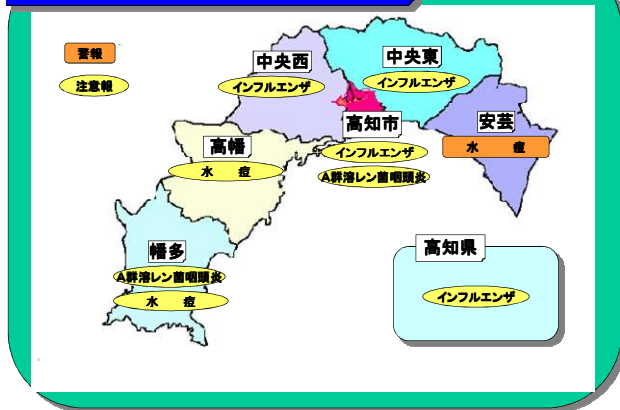 警報
注意報
中央西
インフルエンザ
中央東
インフルエンザ
高知市
インフルエンザ
A群溶レン菌咽頭炎
安芸
水 痘
高幡
水 痘
幡多
A群溶レン菌咽頭炎
水 痘
高知県
インフルエンザ